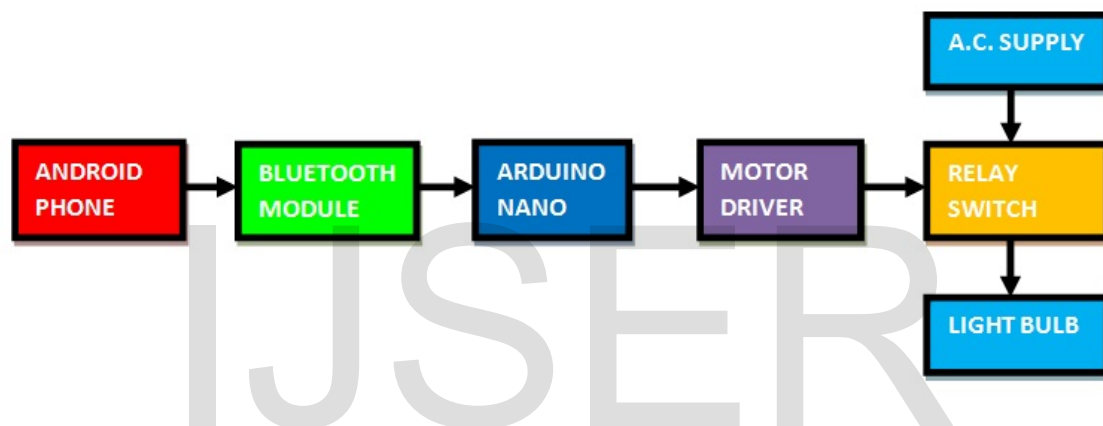 A.C. SUPPLY
ANDROID
PHONE
BLUETOOTH
MODULE
ARDUINO
NANO
MOTOR
DRIVER
RELAY
SWITCH
LIGHT BULB
IJSER